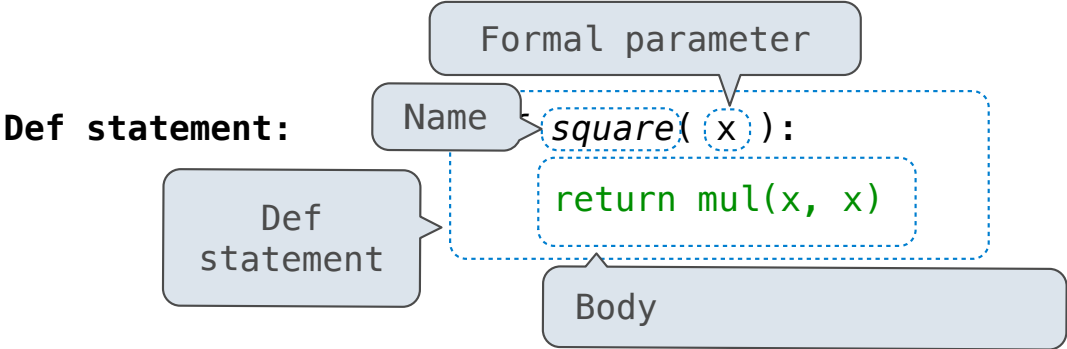 Formal parameter
Name
Def statement: square( x ):
Def
statement
return mul(x, x)
Body